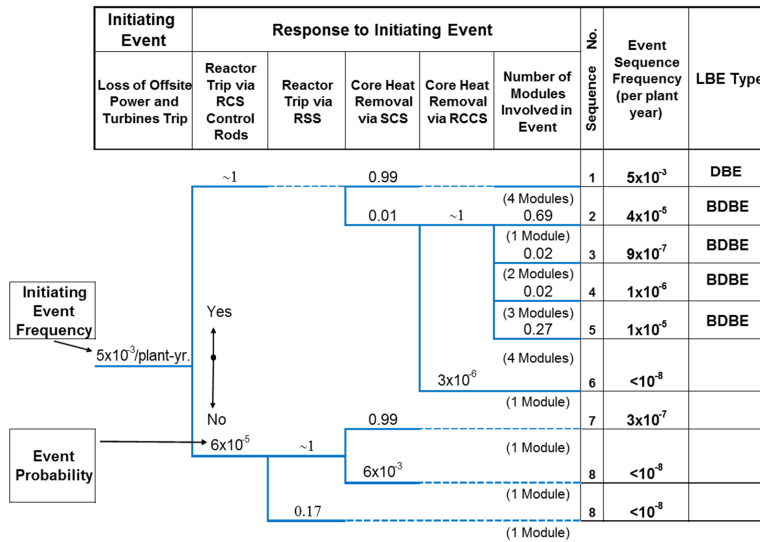 Initiating
Event
Response to Initiating Event
Sequence No.
Event
Sequence
Frequency
(per plant
year)
LBE Type
Loss of Offsite
Power and
Turbines Trip
Reactor
Trip via
RCS
Control
Rods
Reactor
Trip via
RSS
Core Heat
Removal
via SCS
Core Heat
Removal
via RCCS
Number of
Modules
Involved in
Event
~1
0.99
1
5x10⁻³
DBE
(4 Modules)
0.01
~1
0.69
2
4x10⁻⁵
BDBE
(1 Module)
0.02
3
9x10⁻⁷
BDBE
(2 Modules)
0.02
4
1x10⁻⁶
BDBE
(3 Modules)
0.27
5
1x10⁻⁵
BDBE
(4 Modules)
Initiating
Event
Frequency
Yes
5x10⁻³/plant-yr.
3x10⁻⁶
6
<10⁻⁸
(1 Module)
No
0.99
7
3x10⁻⁷
Event
Probability
6x10⁻⁵
~1
(1 Module)
6x10⁻³
8
<10⁻⁸
(1 Module)
0.17
8
<10⁻⁸
(1 Module)